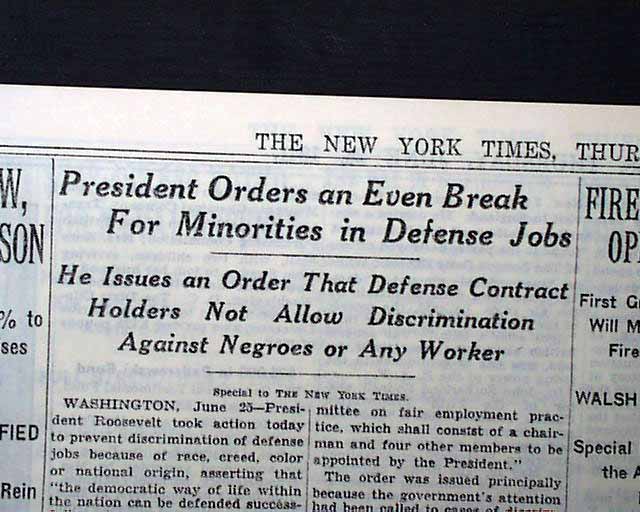 THE NEW YORK TIMES, THUR
W,
SON
% to
ses
FIED
Rein
President Orders an Even Break
For Minorities in Defense Jobs
He Issues an Order That Defense Contract
Holders Not Allow Discrimination
Against Negroes or Any Worker
Special to THE NEW YORK TIMES.
WASHINGTON, June 25—Presi-
dent Roosevelt took action today
to prevent discrimination of defense
jobs because of race, creed, color
or national origin, asserting that
"the democratic way of life within
the nation can be defended success-
mittee on fair employment prac-
tice, which shall consist of a chair-
man and four other members to be
appointed by the President."
The order was issued principally
because the government's attention
had been called to cases of
FIRE
OP
First G
Will M
Fire
WALSH
Special
the A